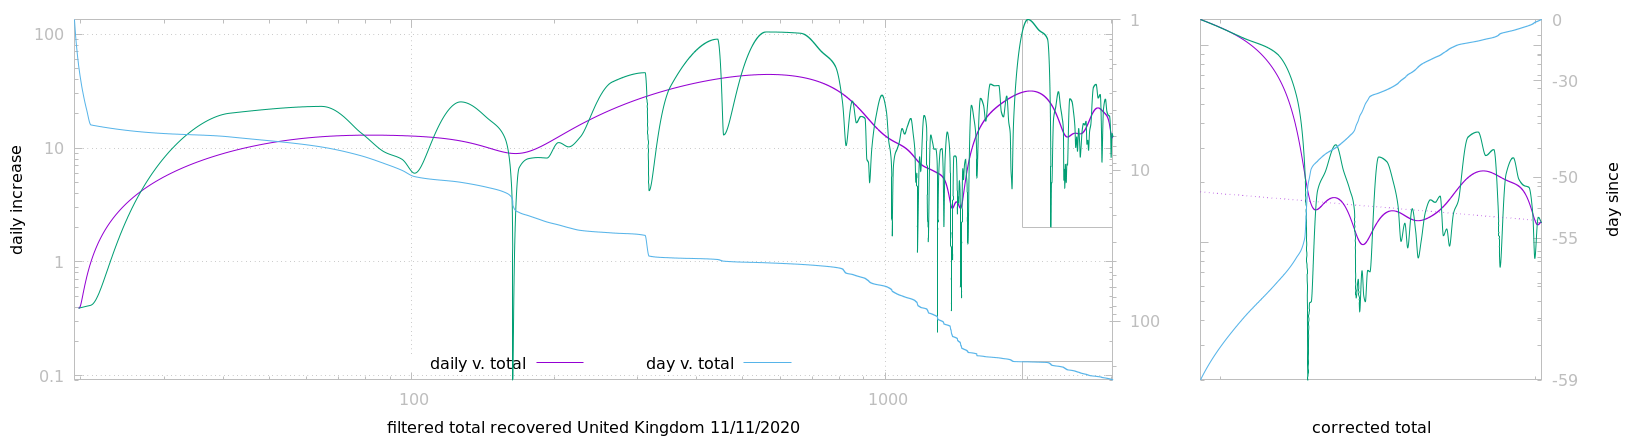 100
10
1
0.1
daily increase
1
10
100
daily v. total
day v. total
100
1000
filtered total recovered United Kingdom 11/11/2020
0
-30
-50
-55
-59
day since
corrected total